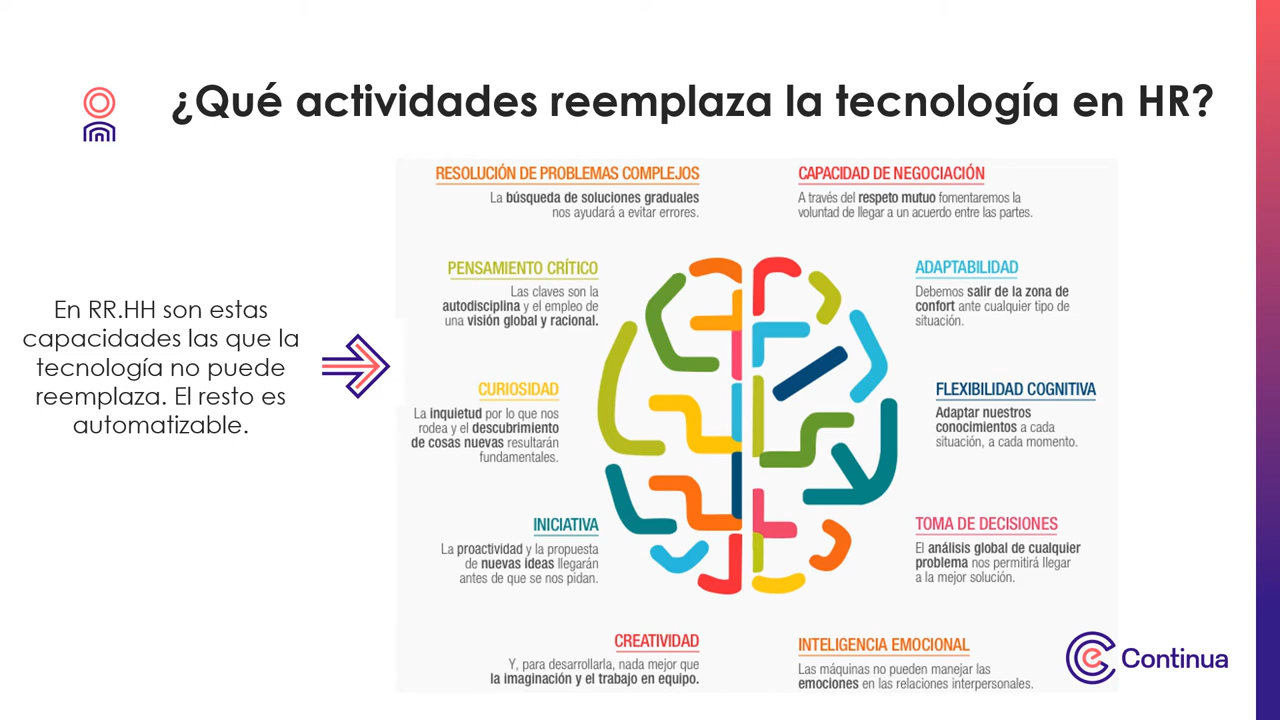 ¿Qué actividades reemplaza la tecnología en HR?
En RR.HH son estas
capacidades las que la
tecnología no puede
reemplaza. El resto es
automatizable.
RESOLUCIÓN DE PROBLEMAS COMPLEJOS
La búsqueda de soluciones graduales
nos ayudará a evitar errores.
PENSAMIENTO CRÍTICO
Las claves son la
autodisciplina y el empleo de
una visión global y racional.
CURIOSIDAD
La inquietud por lo que nos
rodea y el descubrimiento
de cosas nuevas resultarán
fundamentales.
INICIATIVA
La proactividad y la propuesta
de nuevas ideas llegarán
antes de que se nos pidan.
CREATIVIDAD
Y, para desarrollarla, nada mejor que
la imaginación y el trabajo en equipo.
CAPACIDAD DE NEGOCIACIÓN
A través del respeto mutuo fomentaremos la
voluntad de llegar a un acuerdo entre las partes.
ADAPTABILIDAD
Debemos salir de la zona de
confort ante cualquier tipo de
situación.
FLEXIBILIDAD COGNITIVA
Adaptar nuestros
conocimientos a cada
situación, a cada momento.
TOMA DE DECISIONES
El análisis global de cualquier
problema nos permitirá llegar
a la mejor solución.
INTELIGENCIA EMOCIONAL
Las máquinas no pueden manejar las
emociones en las relaciones interpersonales.
Continua